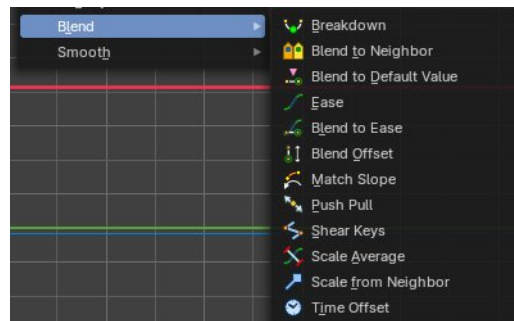 Blend
Smooth
Breakdown
Blend to Neighbor
Blend to Default Value
Ease
Blend to Ease
Blend Offset
Match Slope
Push Pull
Shear Keys
Scale Average
Scale from Neighbor
Time Offset